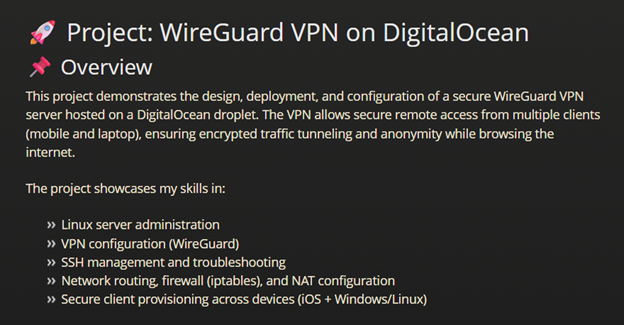 🚀 Project: WireGuard VPN on DigitalOcean
📌 Overview
This project demonstrates the design, deployment, and configuration of a secure WireGuard VPN
server hosted on a DigitalOcean droplet. The VPN allows secure remote access from multiple clients
(mobile and laptop), ensuring encrypted traffic tunneling and anonymity while browsing the
internet.
The project showcases my skills in:
» Linux server administration
» VPN configuration (WireGuard)
» SSH management and troubleshooting
» Network routing, firewall (iptables), and NAT configuration
» Secure client provisioning across devices (iOS + Windows/Linux)